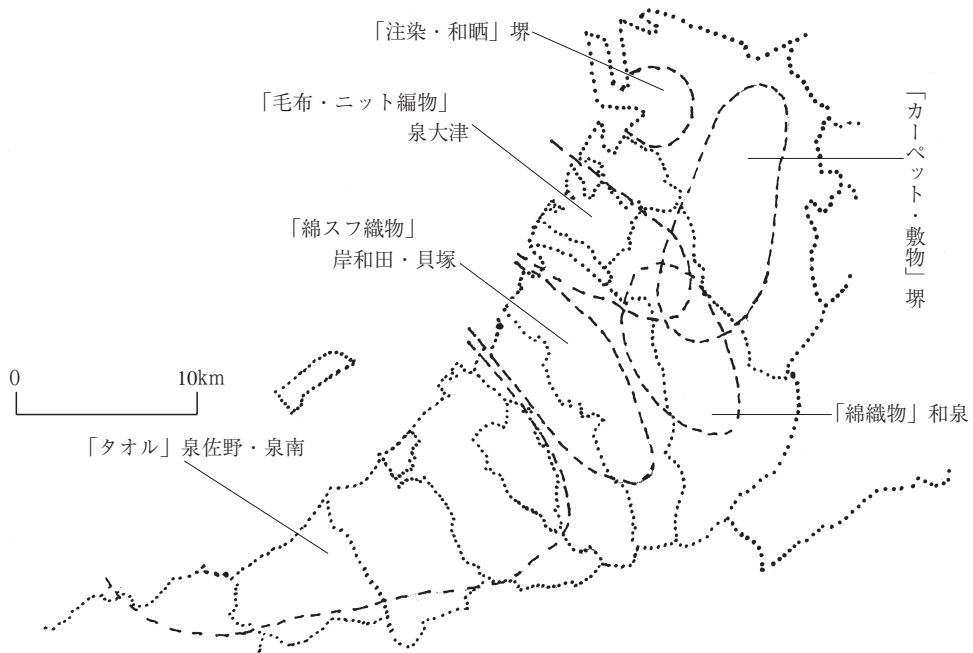 「注染・和晒」堺
「毛布・ニット編物」
泉大津
「カーペット・敷物」堺
「綿スフ織物」
岸和田・貝塚
0
10km
「綿織物」和泉
「タオル」泉佐野・泉南